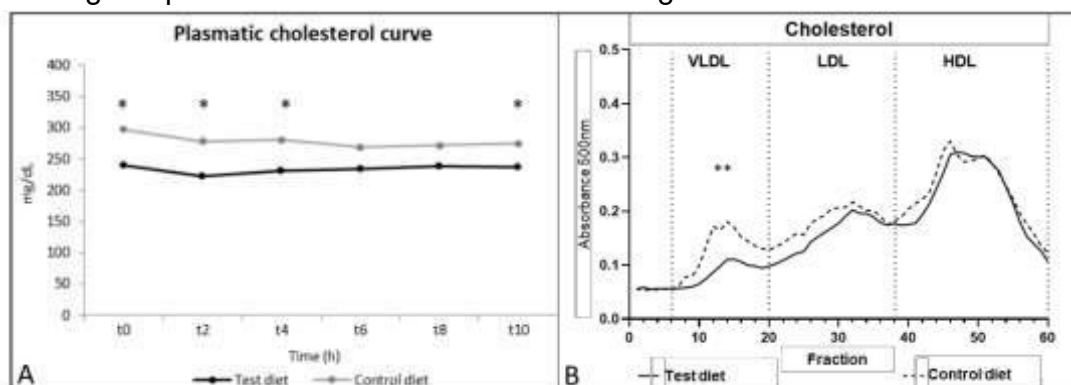 Plasmatic cholesterol curve
400
350
300
250
200
150
100
50
0
mg/dL
* * * *
t0 t2 t4 t6 t8 t10
Time (h)
Test diet Control diet
A
Cholesterol
VLDL LDL HDL
0.5
0.4
0.3
0.2
0.1
0.0
Absorbance 500nm
**
0 10 20 30 40 50 60
Fraction
Test diet Control diet
B